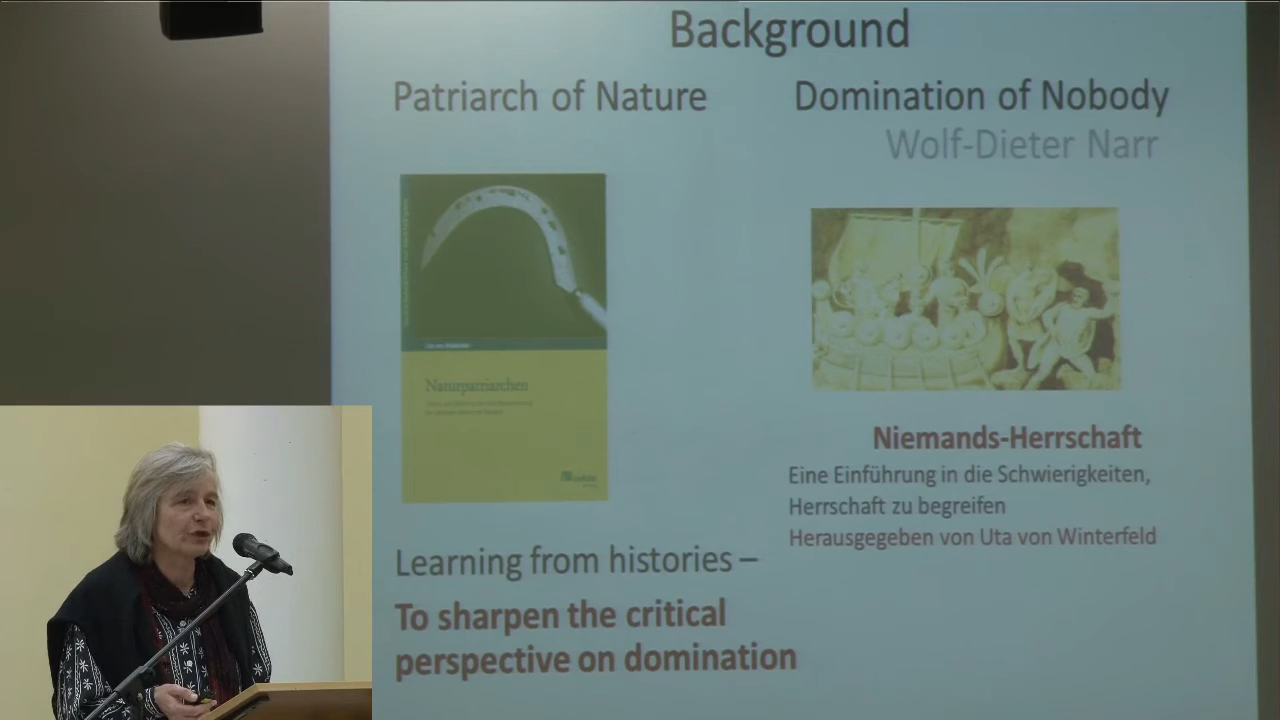 Background
Patriarch of Nature
Naturpatriarchen
Learning from histories –
To sharpen the critical
perspective on domination
Domination of Nobody
Wolf-Dieter Narr
Niemands-Herrschaft
Eine Einführung in die Schwierigkeiten,
Herrschaft zu begreifen
Herausgegeben von Uta von Winterfeld